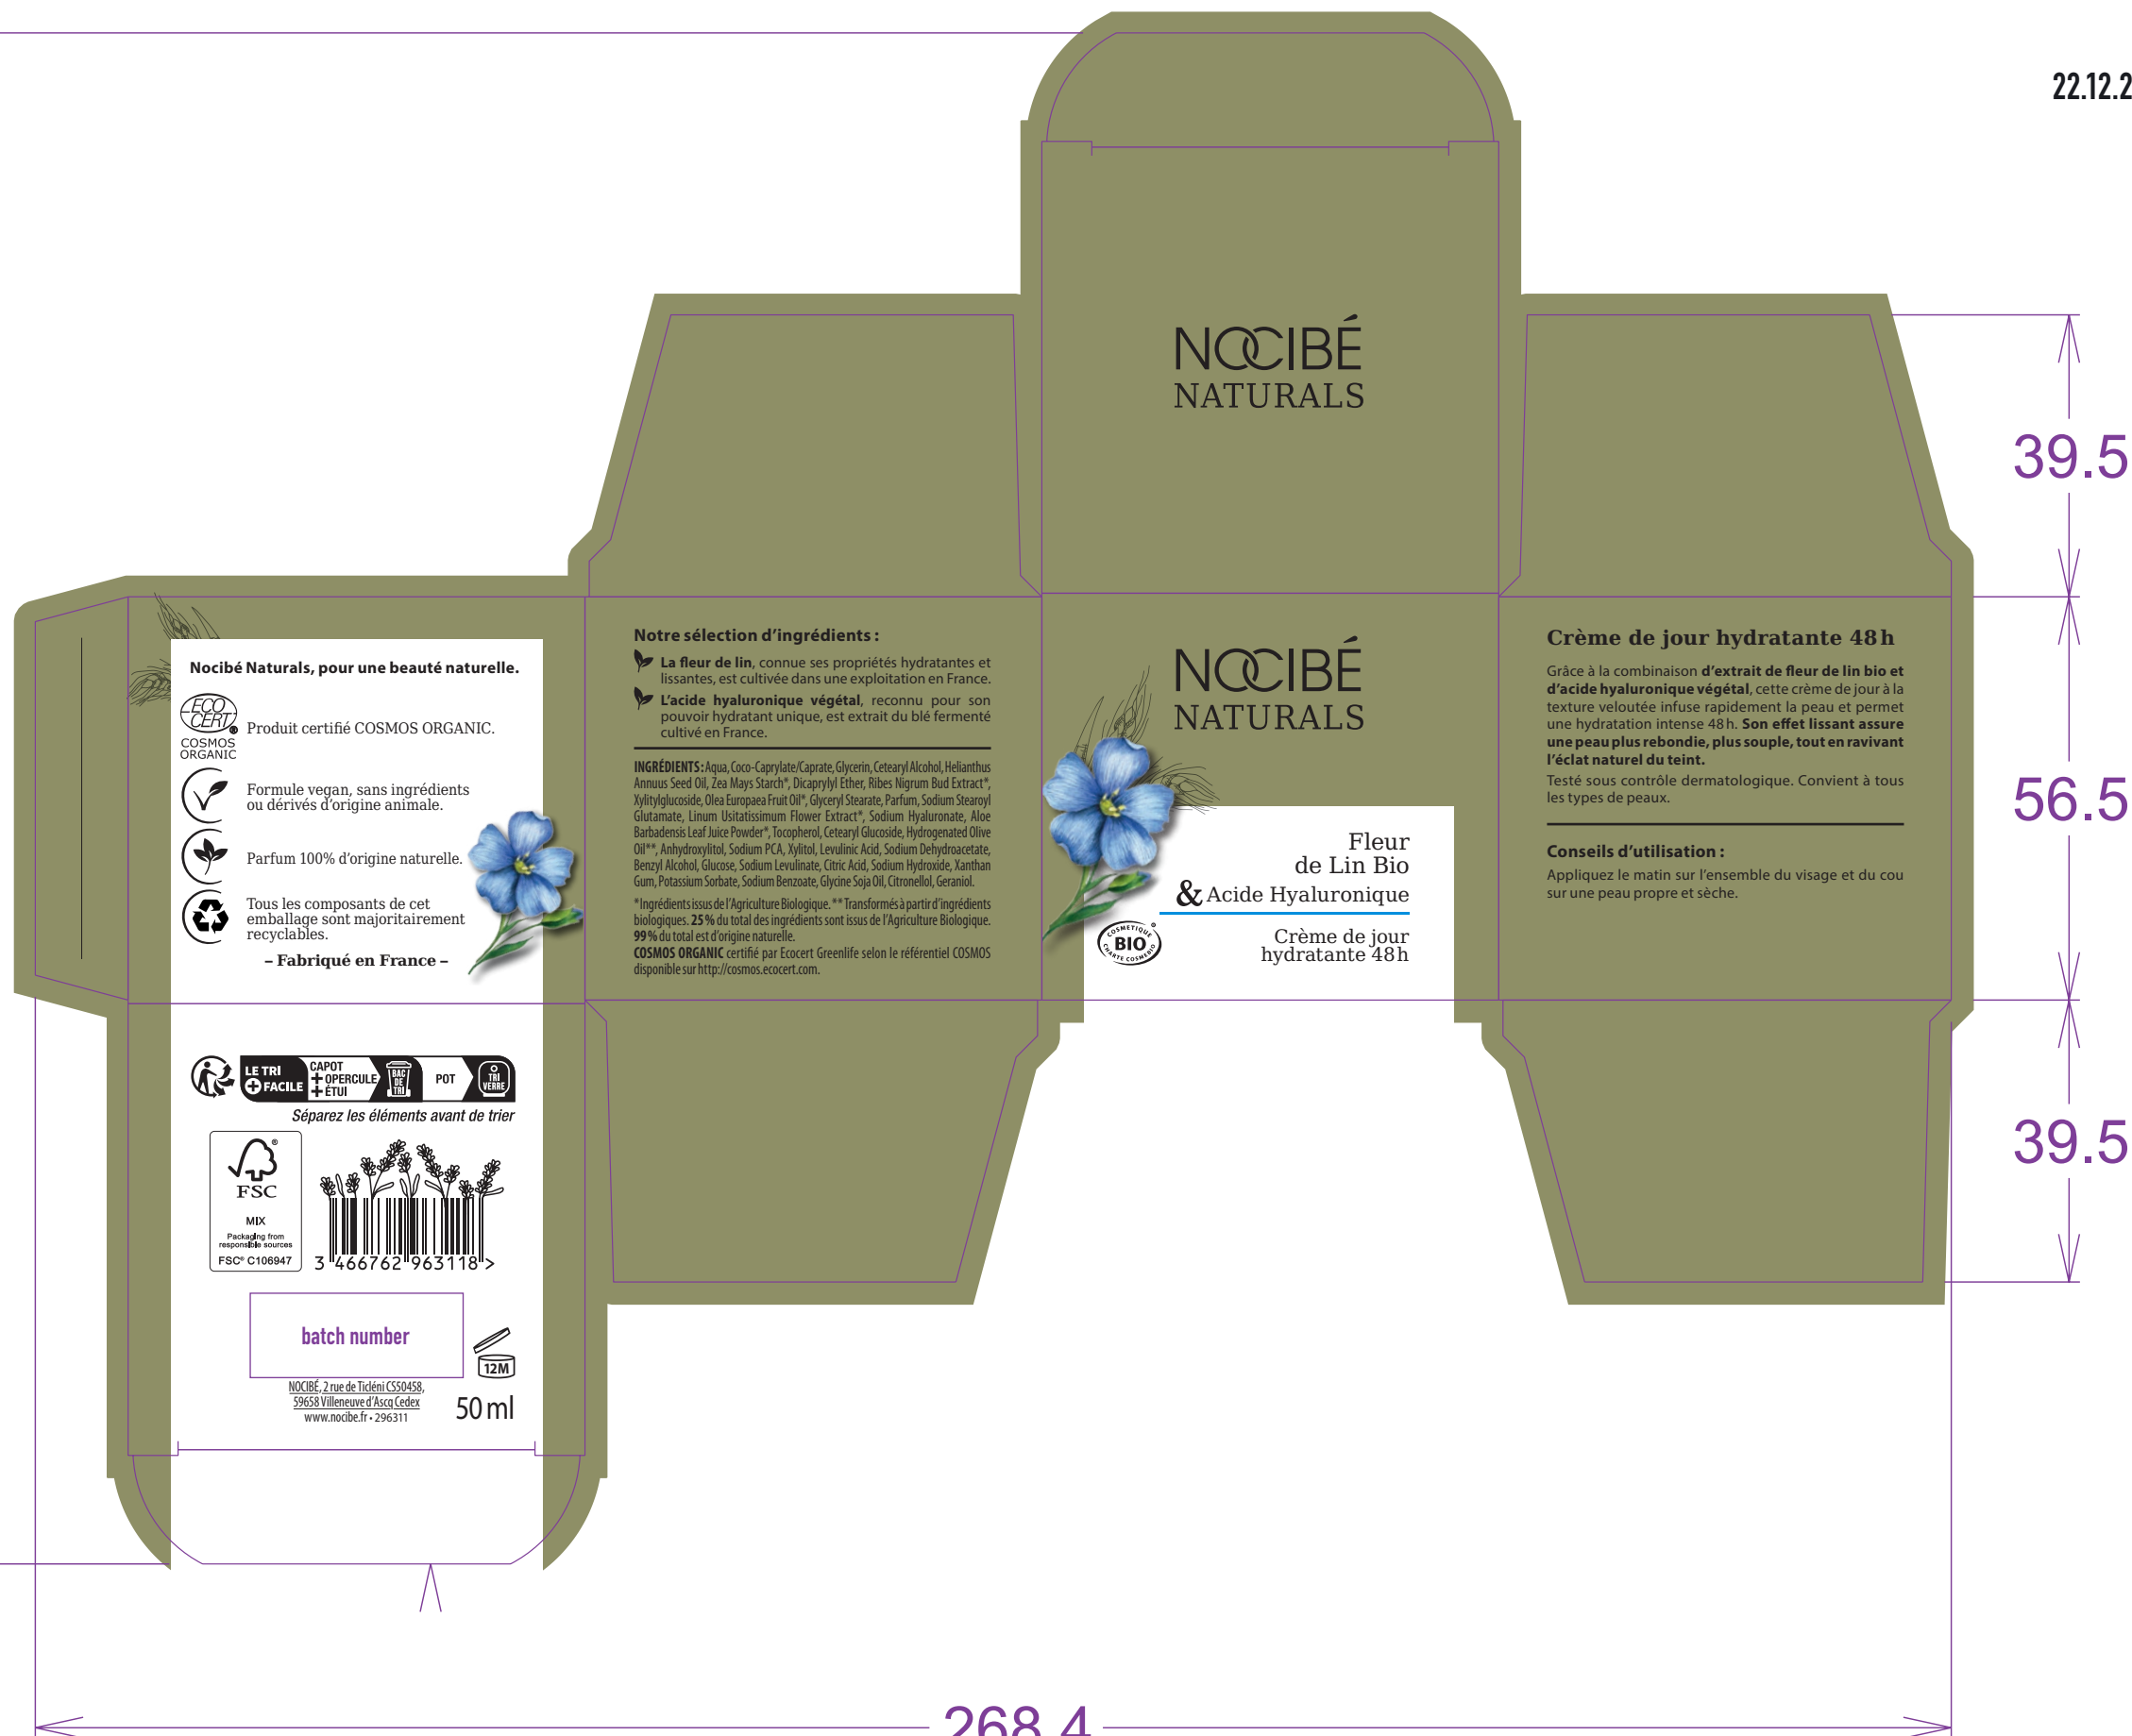 22.12.2
NOCIBÉ
NATURALS
39.5
56.5
39.5
268.4
Nocibé Naturals, pour une beauté naturelle.
ECO
CERT®
COSMOS
ORGANIC
Produit certifié COSMOS ORGANIC.
Formule vegan, sans ingrédients
ou dérivés d'origine animale.
Parfum 100% d'origine naturelle.
Tous les composants de cet
emballage sont majoritairement
recyclables.
– Fabriqué en France –
Notre sélection d'ingrédients :
La fleur de lin, connue ses propriétés hydratantes et
lissantes, est cultivée dans une exploitation en France.
L'acide hyaluronique végétal, reconnu pour son
pouvoir hydratant unique, est extrait du blé fermenté
cultivé en France.
INGRÉDIENTS : Aqua, Coco-Caprylate/Caprate, Glycerin, Cetearyl Alcohol, Helianthus
Annuus Seed Oil, Zea Mays Starch*, Dicaprylyl Ether, Ribes Nigrum Bud Extract*,
Xylitylglucoside, Olea Europaea Fruit Oil*, Glyceryl Stearate, Parfum, Sodium Stearoyl
Glutamate, Linum Usitatissimum Flower Extract*, Sodium Hyaluronate, Aloe
Barbadensis Leaf Juice Powder*, Tocopherol, Cetearyl Glucoside, Hydrogenated Olive
Oil**, Anhydroxylitol, Sodium PCA, Xylitol, Levulinic Acid, Sodium Dehydroacetate,
Benzyl Alcohol, Glucose, Sodium Levulinate, Citric Acid, Sodium Hydroxide, Xanthan
Gum, Potassium Sorbate, Sodium Benzoate, Glycine Soja Oil, Citronellol, Geraniol.
*Ingrédients issus de l'Agriculture Biologique. **Transformés à partir d'ingrédients
biologiques. 25 % du total des ingrédients sont issus de l'Agriculture Biologique.
99 % du total est d'origine naturelle.
COSMOS ORGANIC certifié par Ecocert Greenlife selon le référentiel COSMOS
disponible sur http://cosmos.ecocert.com.
NOCIBÉ
NATURALS
Fleur
de Lin Bio
& Acide Hyaluronique
COSMETIQUE
BIO®
CHARTE COSMEBIO
Crème de jour
hydratante 48h
Crème de jour hydratante 48h
Grâce à la combinaison d'extrait de fleur de lin bio et
d'acide hyaluronique végétal, cette crème de jour à la
texture veloutée infuse rapidement la peau et permet
une hydratation intense 48h. Son effet lissant assure
une peau plus rebondie, plus souple, tout en ravivant
l'éclat naturel du teint.
Testé sous contrôle dermatologique. Convient à tous
les types de peaux.
Conseils d'utilisation :
Appliquez le matin sur l'ensemble du visage et du cou
sur une peau propre et sèche.
LE TRI
+ FACILE
CAPOT
+ OPERCULE
+ ÉTUI
BAC
DE
TRI
POT
TRI
VERRE
Séparez les éléments avant de trier
®
FSC
MIX
Packaging from
responsible sources
FSC® C106947
3 466762 963118 >
batch number
12M
NOCIBÉ, 2 rue de Ticléni CS50458,
59658 Villeneuve d'Ascq Cedex
www.nocibe.fr • 296311
50 ml